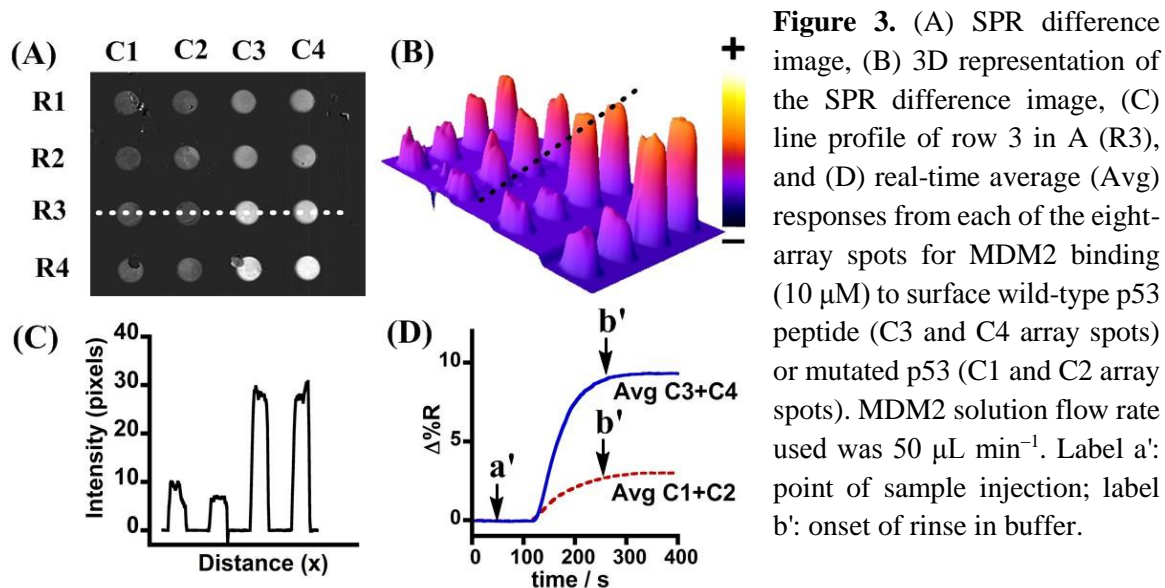 (A)
C1 C2 C3 C4
R1
R2
R3
R4
(B)
+
−
(C)
Intensity (pixels)
40
30
20
10
0
Distance (x)
(D)
Δ%R
10
5
0
a'
b'
Avg C3+C4
b'
Avg C1+C2
0 100 200 300 400
time / s
Figure 3. (A) SPR difference
image, (B) 3D representation of
the SPR difference image, (C)
line profile of row 3 in A (R3),
and (D) real-time average (Avg)
responses from each of the eight-
array spots for MDM2 binding
(10 μM) to surface wild-type p53
peptide (C3 and C4 array spots)
or mutated p53 (C1 and C2 array
spots). MDM2 solution flow rate
used was 50 μL min⁻¹. Label a':
point of sample injection; label
b': onset of rinse in buffer.